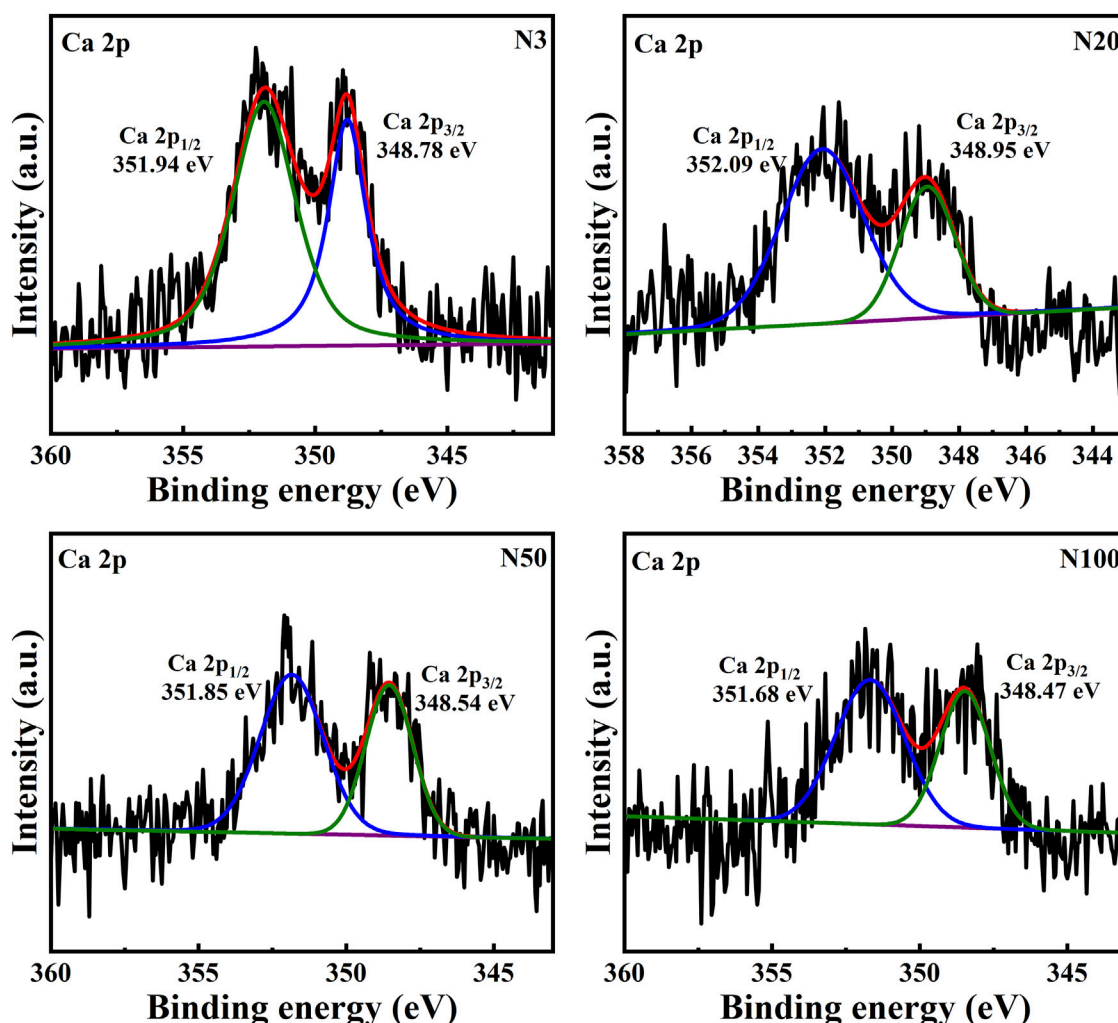 Ca 2p
N3
Ca 2p1/2
351.94 eV
Ca 2p3/2
348.78 eV
Intensity (a.u.)
360
355
350
345
Binding energy (eV)
Ca 2p
N20
Ca 2p1/2
352.09 eV
Ca 2p3/2
348.95 eV
Intensity (a.u.)
358
356
354
352
350
348
346
344
Binding energy (eV)
Ca 2p
N50
Ca 2p1/2
351.85 eV
Ca 2p3/2
348.54 eV
Intensity (a.u.)
360
355
350
345
Binding energy (eV)
Ca 2p
N100
Ca 2p1/2
351.68 eV
Ca 2p3/2
348.47 eV
Intensity (a.u.)
360
355
350
345
Binding energy (eV)